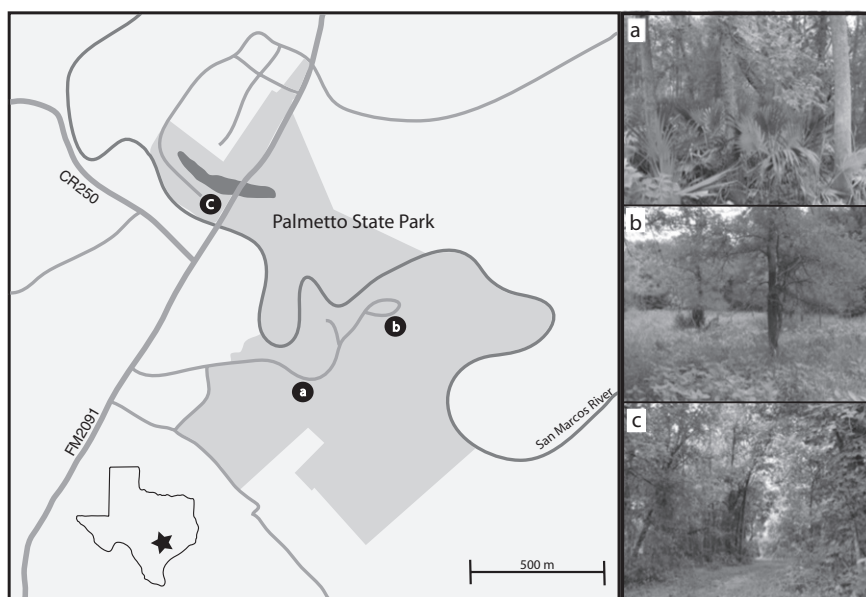 CR250
C
Palmetto State Park
b
a
San Marcos River
FM2091
500 m
a
b
c